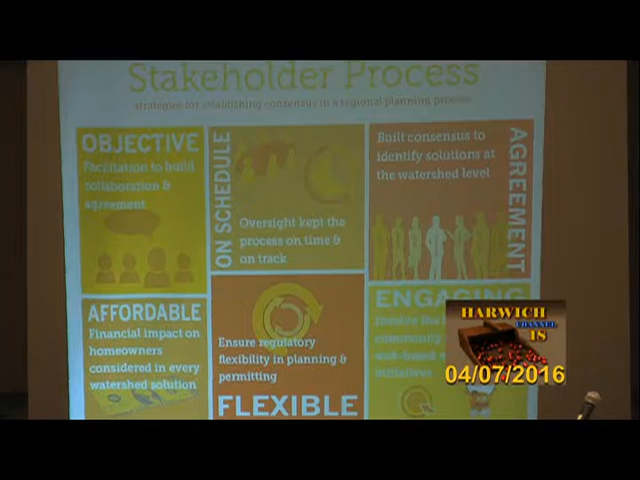 Stakeholder Process
strategies for establishing consensus in a regional planning process
OBJECTIVE
Facilitation to build
collaboration &
agreement
ON SCHEDULE
Oversight kept the
process on time &
on track
Built consensus to
identify solutions at
the watershed level
AGREEMENT
AFFORDABLE
Financial impact on
homeowners
considered in every
watershed solution
Ensure regulatory
flexibility in planning &
permitting
FLEXIBLE
ENGAGING
community
HARWICH
CHANNEL
18
04/07/2016